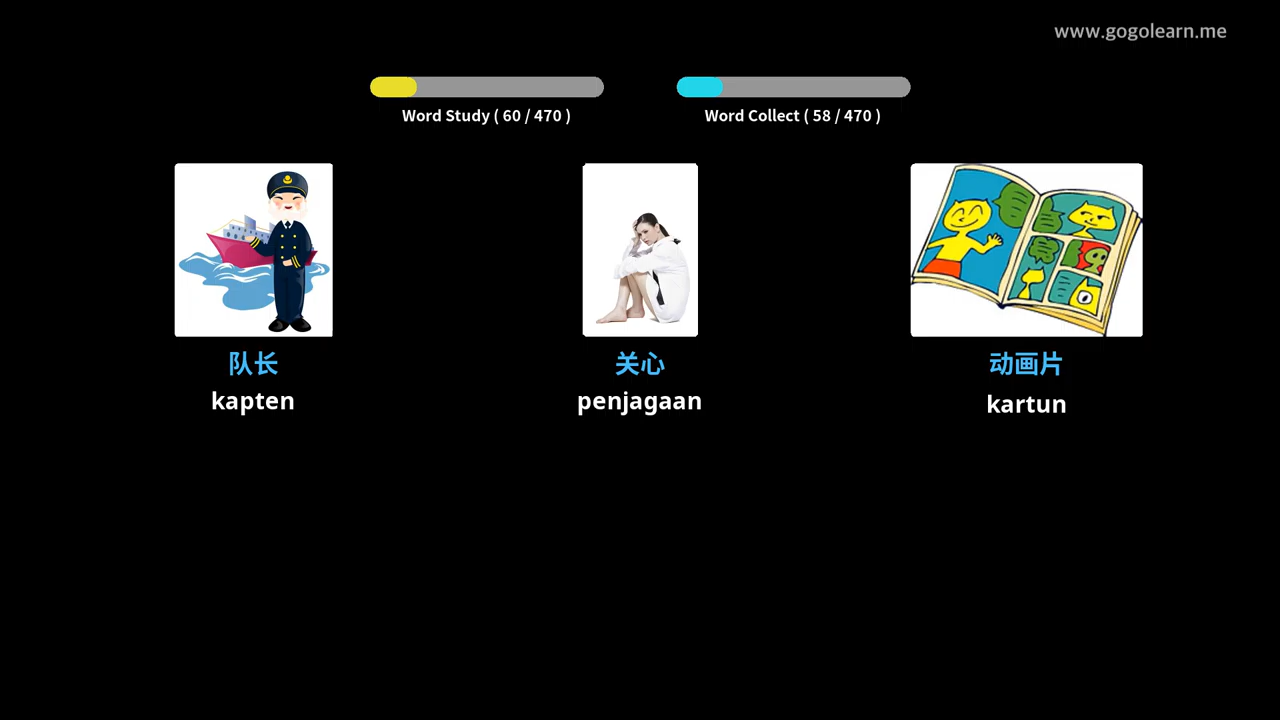 www.gogolearn.me
Word Study ( 60 / 470 )
Word Collect ( 58 / 470 )
队长
kapten
关心
penjagaan
动画片
kartun